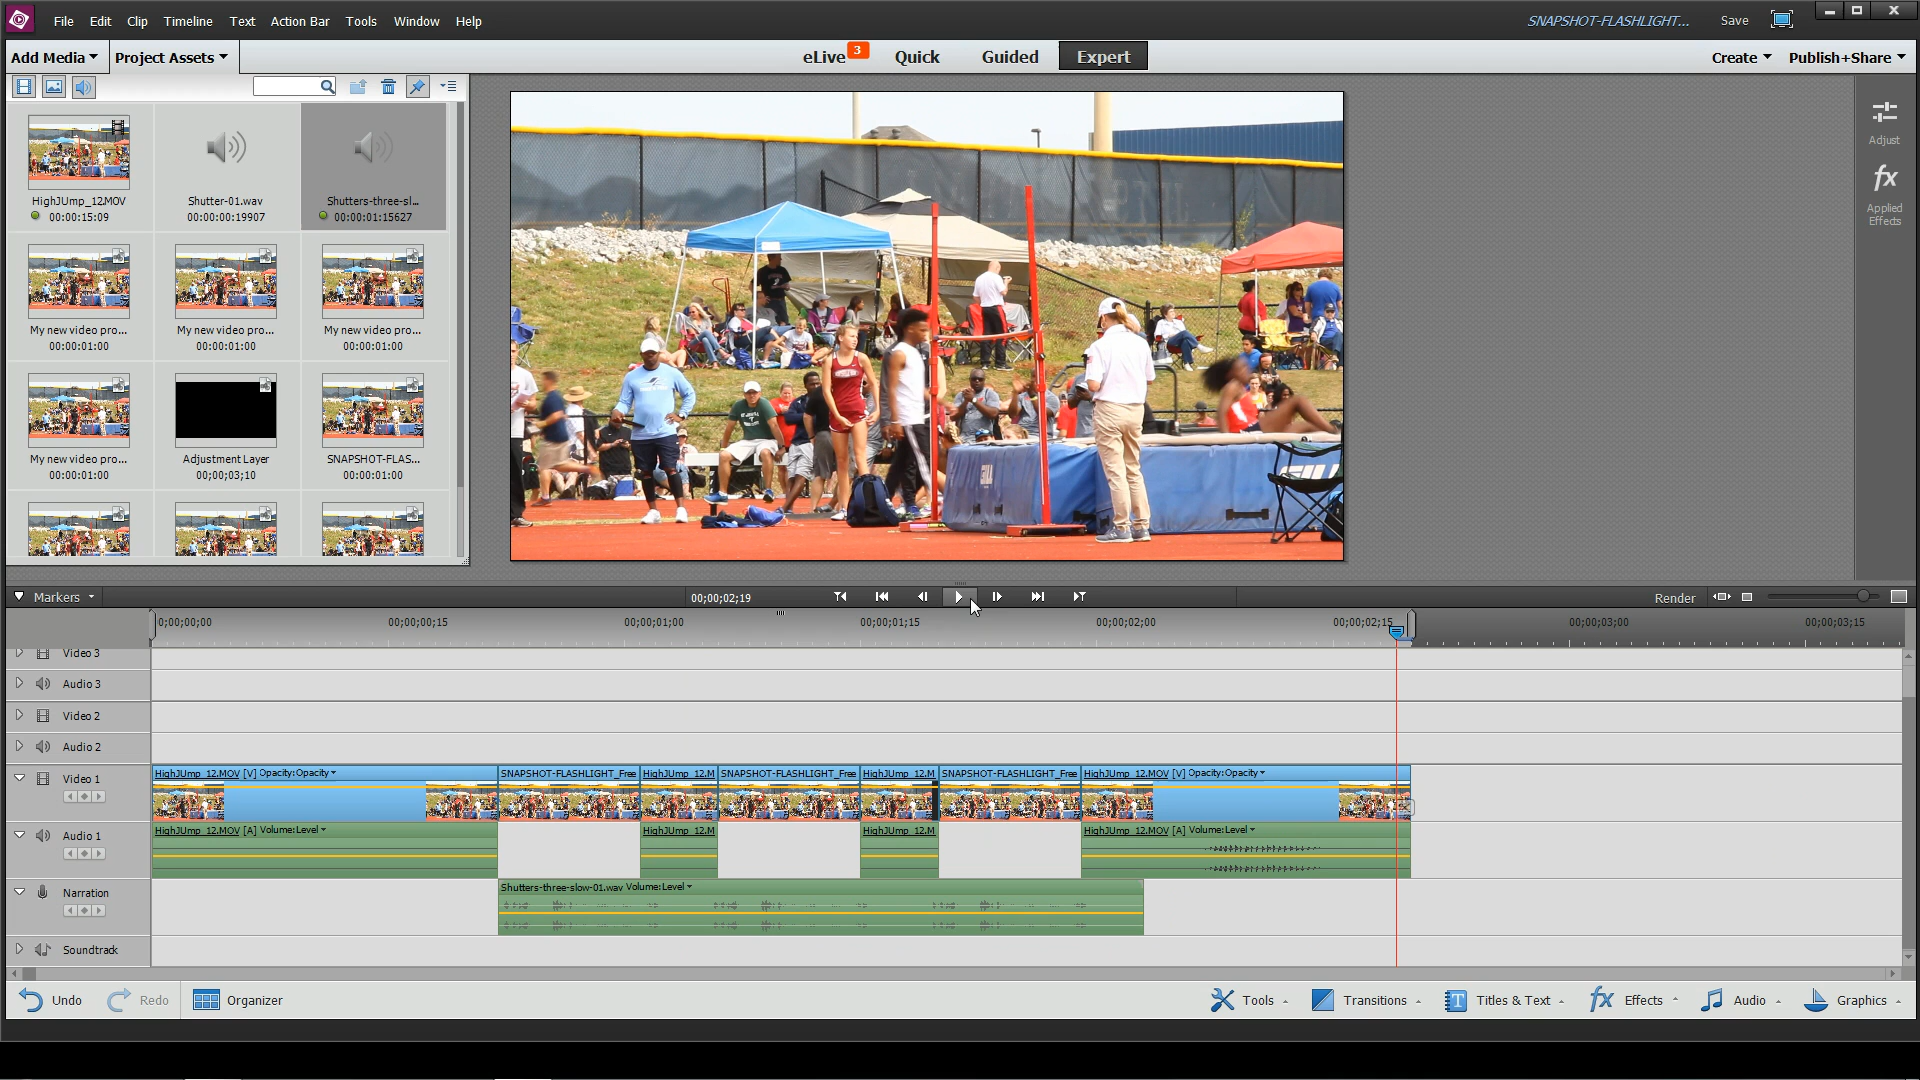 File Edit Clip Timeline Text Action Bar Tools Window Help
SNAPSHOT-FLASHLIGHT... Save
Add Media Project Assets
eLive 3 Quick Guided Expert
Create Publish+Share
HighJUmp_12.MOV
00:00:15:09
Shutter-01.wav
00:00:00:19907
Shutters-three-sl...
00:00:01:15627
My new video pro...
00:00:01:00
My new video pro...
00:00:01:00
My new video pro...
00:00:01:00
My new video pro...
00:00:01:00
Adjustment Layer
00;00;03;10
SNAPSHOT-FLAS...
00:00:01:00
Adjust
fx
Applied
Effects
GILL
Markers
00;00;02;19
Render
0;00;00;00 00;00;00;15 00;00;01;00 00;00;01;15 00;00;02;00 00;00;02;15 00;00;03;00 00;00;03;15
Video 3
Audio 3
Video 2
Audio 2
Video 1
HighJUmp_12.MOV [V] Opacity:Opacity SNAPSHOT-FLASHLIGHT_Free HighJUmp_12.M SNAPSHOT-FLASHLIGHT_Free HighJUmp_12.M SNAPSHOT-FLASHLIGHT_Free HighJUmp_12.MOV [V] Opacity:Opacity
Audio 1
HighJUmp_12.MOV [A] Volume:Level HighJUmp_12.M HighJUmp_12.M HighJUmp_12.MOV [A] Volume:Level
Narration
Shutters-three-slow-01.wav Volume:Level
Soundtrack
Undo Redo Organizer
Tools Transitions Titles & Text fx Effects Audio Graphics